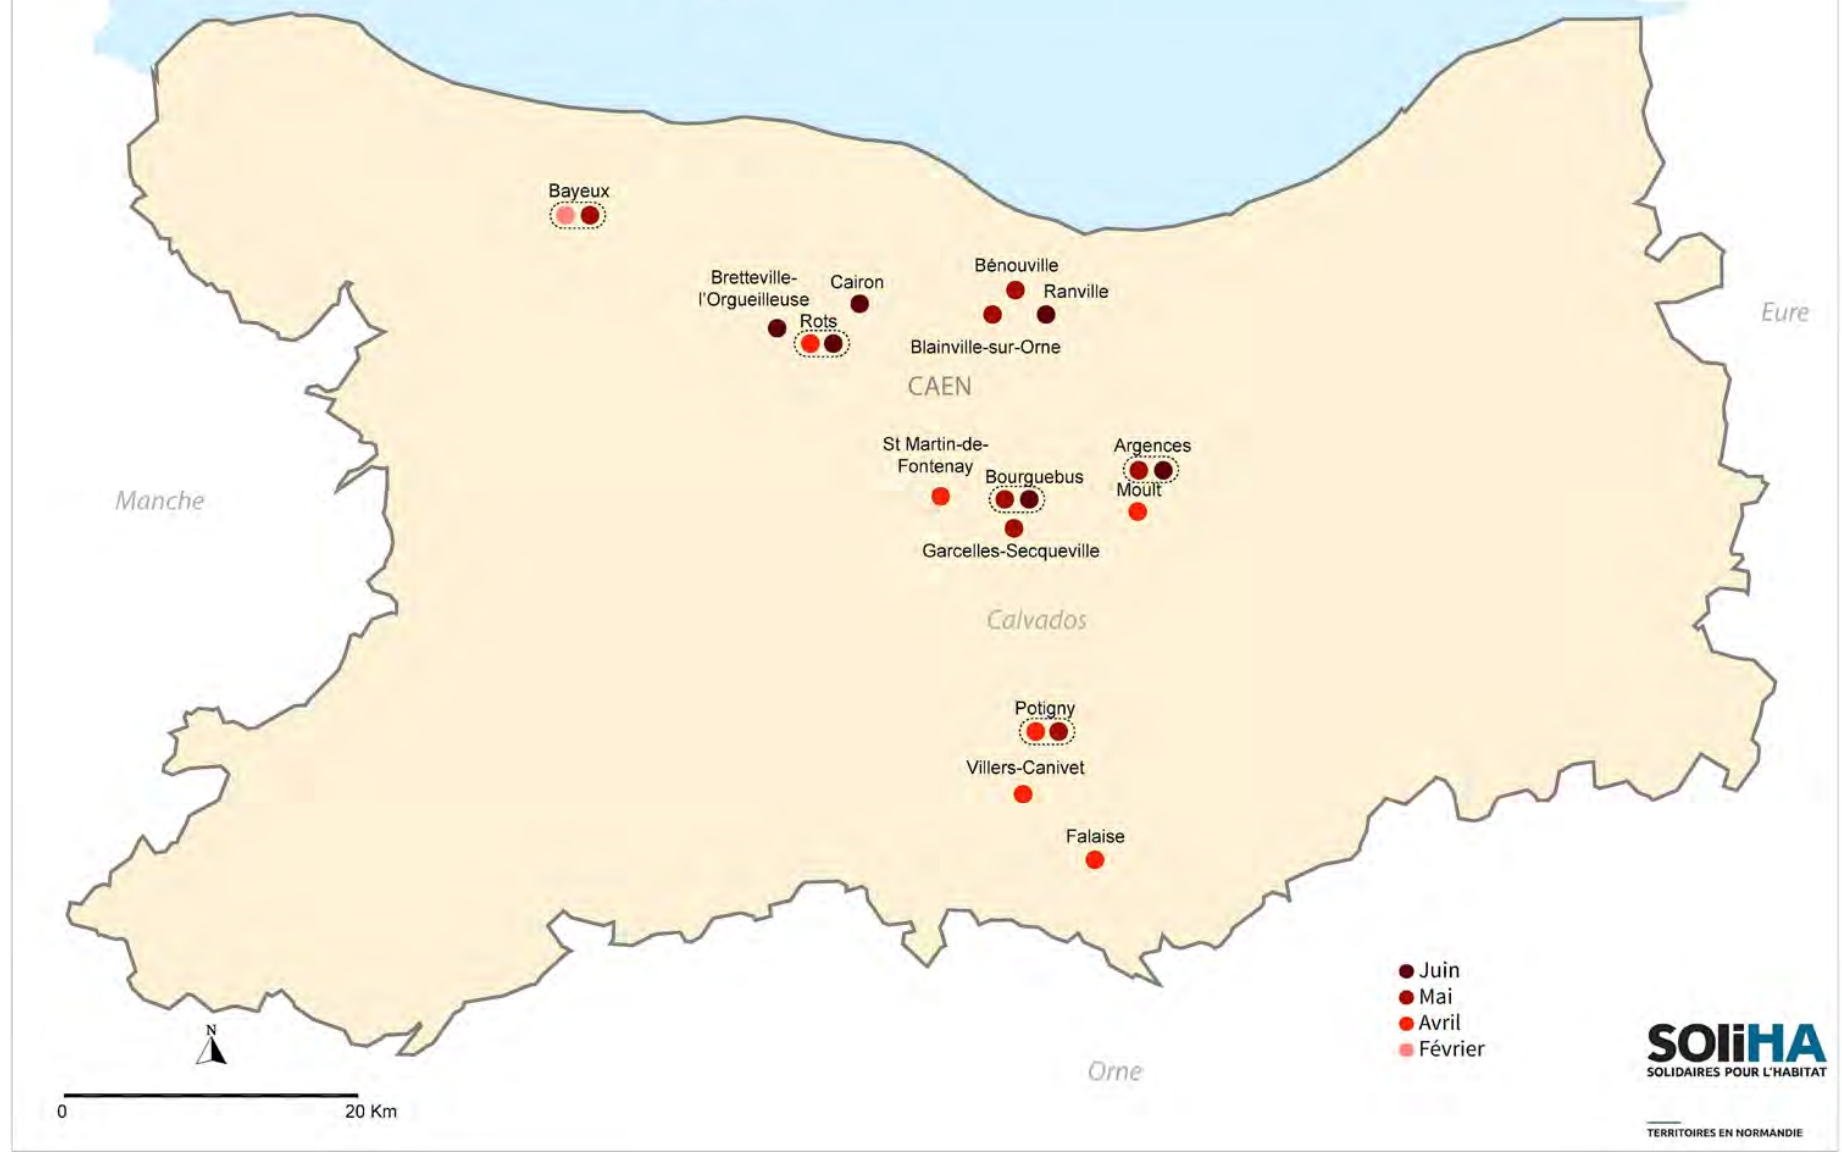 Bayeux
Bretteville-
l'Orgueilleuse
Cairon
Rots
Bénouville
Ranville
Blainville-sur-Orne
Eure
CAEN
St Martin-de-
Fontenay
Bourguebus
Argences
Moult
Manche
Garcelles-Secqueville
Calvados
Potigny
Villers-Canivet
Falaise
Juin
Mai
Avril
Février
N
0
20 Km
Orne
SOLiHA
SOLIDAIRES POUR L'HABITAT
TERRITOIRES EN NORMANDIE